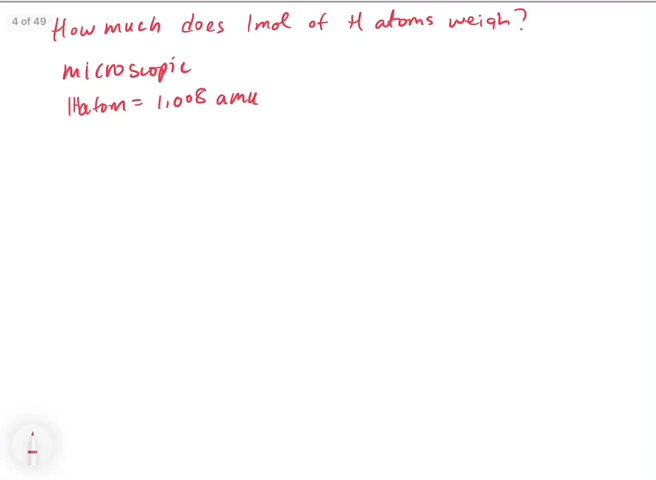 4 of 49
How much does 1mol of H atoms weigh?
microscopic
1H atom = 1.008 amu